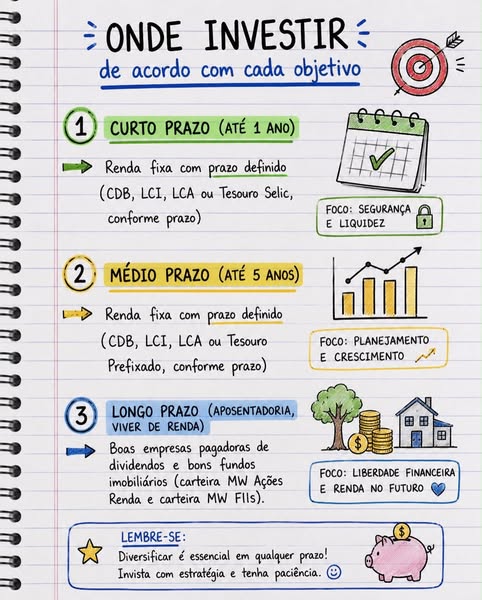 ONDE INVESTIR
de acordo com cada objetivo
1 CURTO PRAZO (ATÉ 1 ANO)
Renda fixa com prazo definido
(CDB, LCI, LCA ou Tesouro Selic,
conforme prazo)
FOCO: SEGURANÇA
E LIQUIDEZ
2 MÉDIO PRAZO (ATÉ 5 ANOS)
Renda fixa com prazo definido
(CDB, LCI, LCA ou Tesouro
Prefixado, conforme prazo)
FOCO: PLANEJAMENTO
E CRESCIMENTO
3 LONGO PRAZO (APOSENTADORIA,
VIVER DE RENDA)
Boas empresas pagadoras de
dividendos e bons fundos
imobiliários (carteira MW Ações
Renda e carteira MW FIIs).
$
FOCO: LIBERDADE FINANCEIRA
E RENDA NO FUTURO
LEMBRE-SE:
Diversificar é essencial em qualquer prazo!
Invista com estratégia e tenha paciência.
$